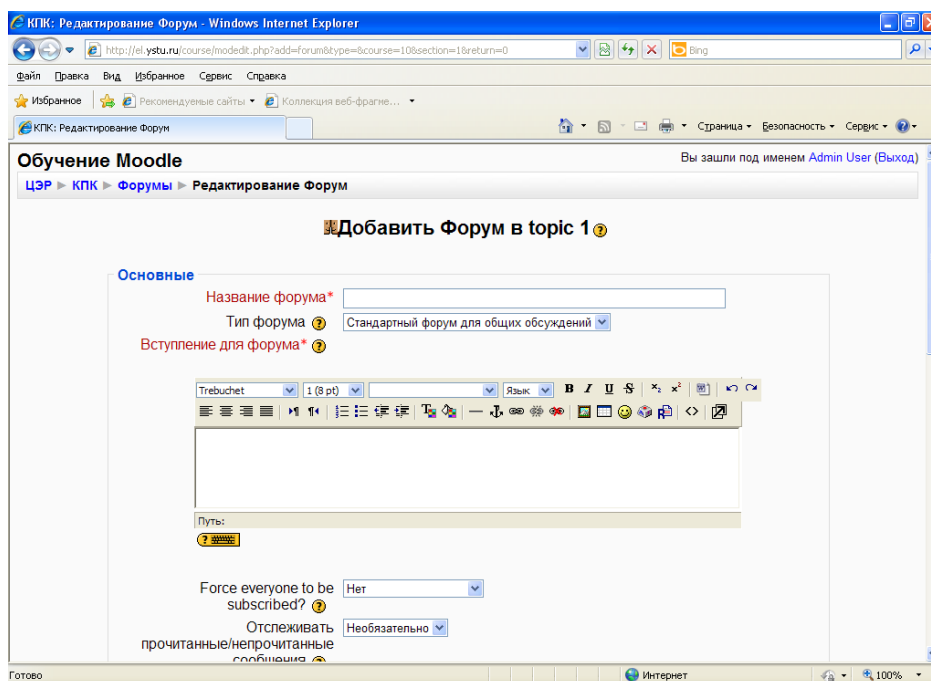 КПК: Редактирование Форум - Windows Internet Explorer
http://el.ystu.ru/course/modedit.php?add=forum&type=&course=10&section=1&return=0
Bing
Файл Правка Вид Избранное Сервис Справка
Избранное Рекомендуемые сайты Коллекция веб-фрагме...
КПК: Редактирование Форум Страница Безопасность Сервис
Обучение Moodle Вы зашли под именем Admin User (Выход)
ЦЭР ► КПК ► Форумы ► Редактирование Форум
Добавить Форум в topic 1
Основные
Название форума*
Тип форума Стандартный форум для общих обсуждений
Вступление для форума*
Trebuchet 1 (8 pt) Язык B I U S x₂ x²
Путь:
Force everyone to be subscribed? Нет
Отслеживать Необязательно
прочитанные/непрочитанные
сообщения
Готово Интернет 100%